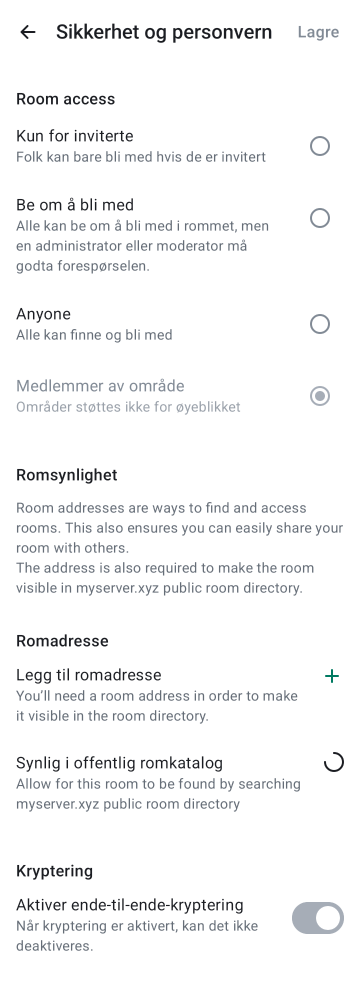 Sikkerhet og personvern
Lagre
Room access
Kun for inviterte
Folk kan bare bli med hvis de er invitert
Be om å bli med
Alle kan be om å bli med i rommet, men
en administrator eller moderator må
godta forespørselen.
Anyone
Alle kan finne og bli med
Medlemmer av område
Områder støttes ikke for øyeblikket
Romsynlighet
Room addresses are ways to find and access
rooms. This also ensures you can easily share your
room with others.
The address is also required to make the room
visible in myserver.xyz public room directory.
Romadresse
Legg til romadresse
You’ll need a room address in order to make
it visible in the room directory.
Synlig i offentlig romkatalog
Allow for this room to be found by searching
myserver.xyz public room directory
Kryptering
Aktiver ende-til-ende-kryptering
Når kryptering er aktivert, kan det ikke
deaktiveres.